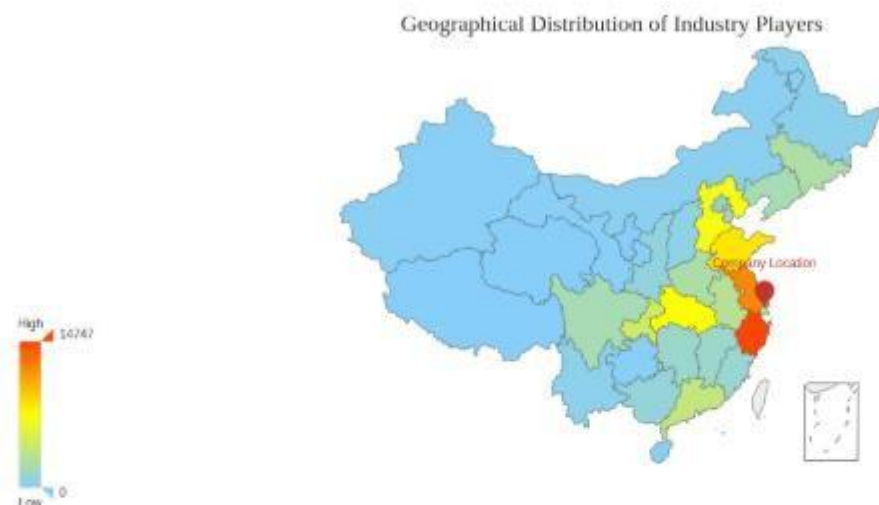 Geographical Distribution of Industry Players
Company Location
High
14747
0
Low